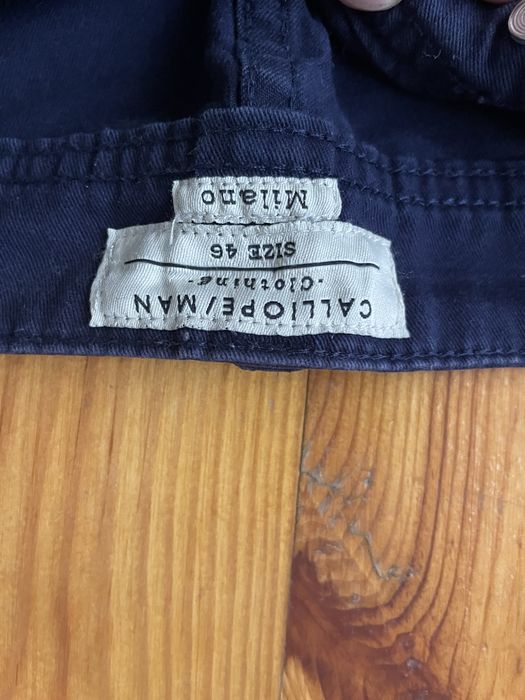 CALLIOPE/MAN
·Clothing·
SIZE 46
Milano